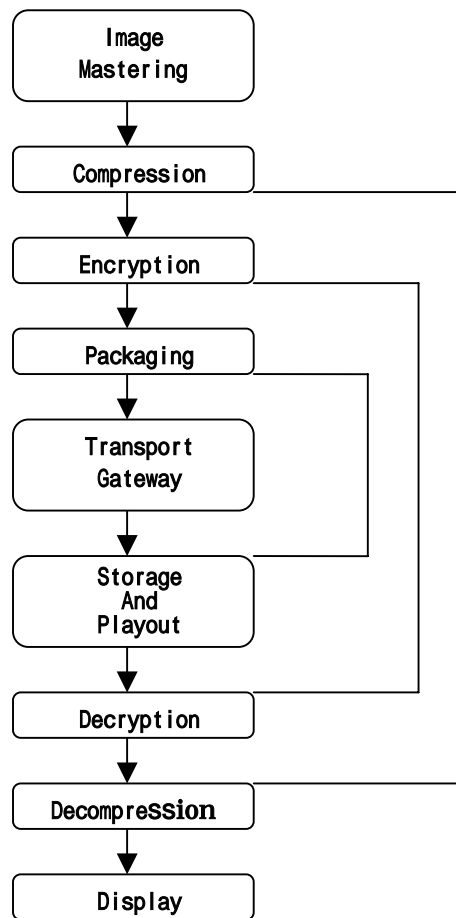 Image
Mastering
Compression
Encryption
Packaging
Transport
Gateway
Storage
And
Playout
Decryption
Decompression
Display